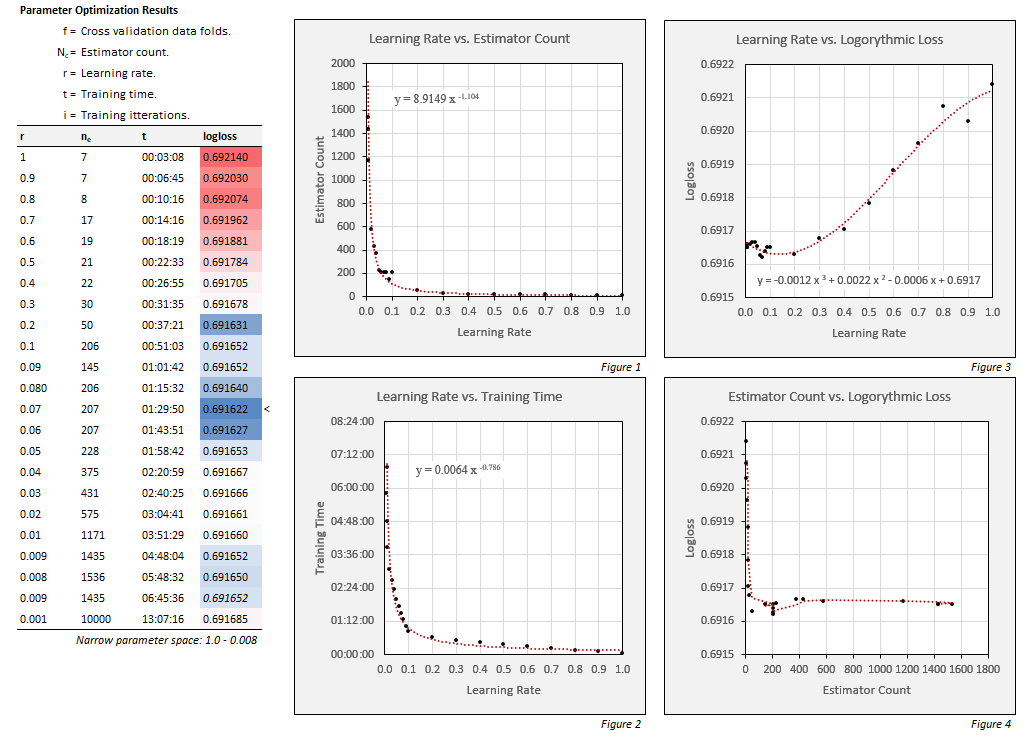 Parameter Optimization Results
f = Cross validation data folds.
Nε = Estimator count.
r = Learning rate.
t = Training time.
i = Training itterations.
r nₑ t logloss
1 7 00:03:08 0.692140
0.9 7 00:06:45 0.692030
0.8 8 00:10:16 0.692074
0.7 17 00:14:16 0.691962
0.6 19 00:18:19 0.691881
0.5 21 00:22:33 0.691784
0.4 22 00:26:55 0.691705
0.3 30 00:31:35 0.691678
0.2 50 00:37:21 0.691631
0.1 206 00:51:03 0.691652
0.09 145 01:01:42 0.691652
0.080 206 01:15:32 0.691640
0.07 207 01:29:50 0.691622 <
0.06 207 01:43:51 0.691627
0.05 228 01:58:42 0.691653
0.04 375 02:20:59 0.691667
0.03 431 02:40:25 0.691666
0.02 575 03:04:41 0.691661
0.01 1171 03:51:29 0.691660
0.009 1435 04:48:04 0.691652
0.008 1536 05:48:32 0.691650
0.009 1435 06:45:36 0.691652
0.001 10000 13:07:16 0.691685
Narrow parameter space: 1.0 - 0.008
Learning Rate vs. Estimator Count
2000
1800
1600
1400
1200
1000
800
600
400
200
0
Estimator Count
y = 8.9149 x -1.104
0.0 0.1 0.2 0.3 0.4 0.5 0.6 0.7 0.8 0.9 1.0
Learning Rate
Figure 1
Learning Rate vs. Logorythmic Loss
0.6922
0.6921
0.6920
0.6919
0.6918
0.6917
0.6916
0.6915
Logloss
y = -0.0012 x 3 + 0.0022 x 2 - 0.0006 x + 0.6917
0.0 0.1 0.2 0.3 0.4 0.5 0.6 0.7 0.8 0.9 1.0
Learning Rate
Figure 3
Learning Rate vs. Training Time
08:24:00
07:12:00
06:00:00
04:48:00
03:36:00
02:24:00
01:12:00
00:00:00
Training Time
y = 0.0064 x -0.786
0.0 0.1 0.2 0.3 0.4 0.5 0.6 0.7 0.8 0.9 1.0
Learning Rate
Figure 2
Estimator Count vs. Logorythmic Loss
0.6922
0.6921
0.6920
0.6919
0.6918
0.6917
0.6916
0.6915
Logloss
0 200 400 600 800 1000 1200 1400 1600 1800
Estimator Count
Figure 4